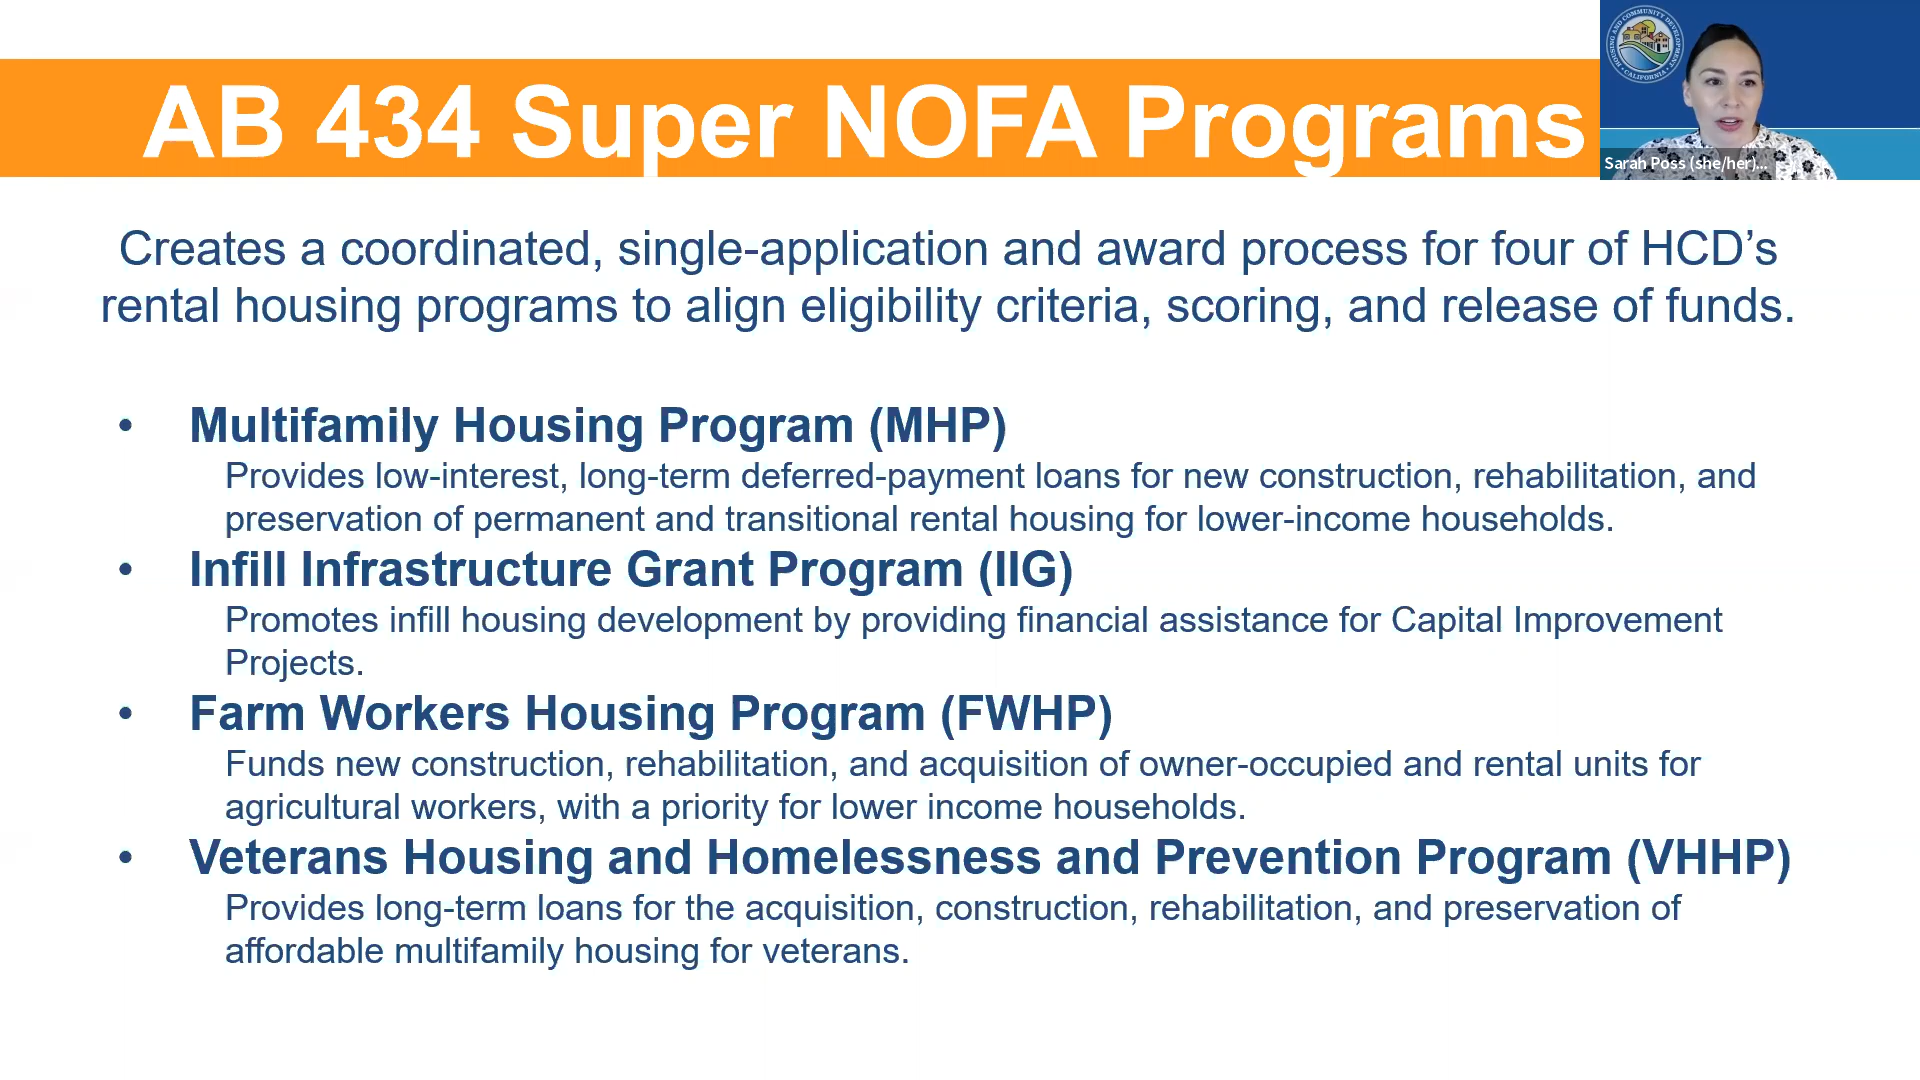 AB 434 Super NOFA Programs
HOUSING AND COMMUNITY DEVELOPMENT
CALIFORNIA
Sarah Poss (she/her)...
Creates a coordinated, single-application and award process for four of HCD’s
rental housing programs to align eligibility criteria, scoring, and release of funds.
• Multifamily Housing Program (MHP)
Provides low-interest, long-term deferred-payment loans for new construction, rehabilitation, and
preservation of permanent and transitional rental housing for lower-income households.
• Infill Infrastructure Grant Program (IIG)
Promotes infill housing development by providing financial assistance for Capital Improvement
Projects.
• Farm Workers Housing Program (FWHP)
Funds new construction, rehabilitation, and acquisition of owner-occupied and rental units for
agricultural workers, with a priority for lower income households.
• Veterans Housing and Homelessness and Prevention Program (VHHP)
Provides long-term loans for the acquisition, construction, rehabilitation, and preservation of
affordable multifamily housing for veterans.